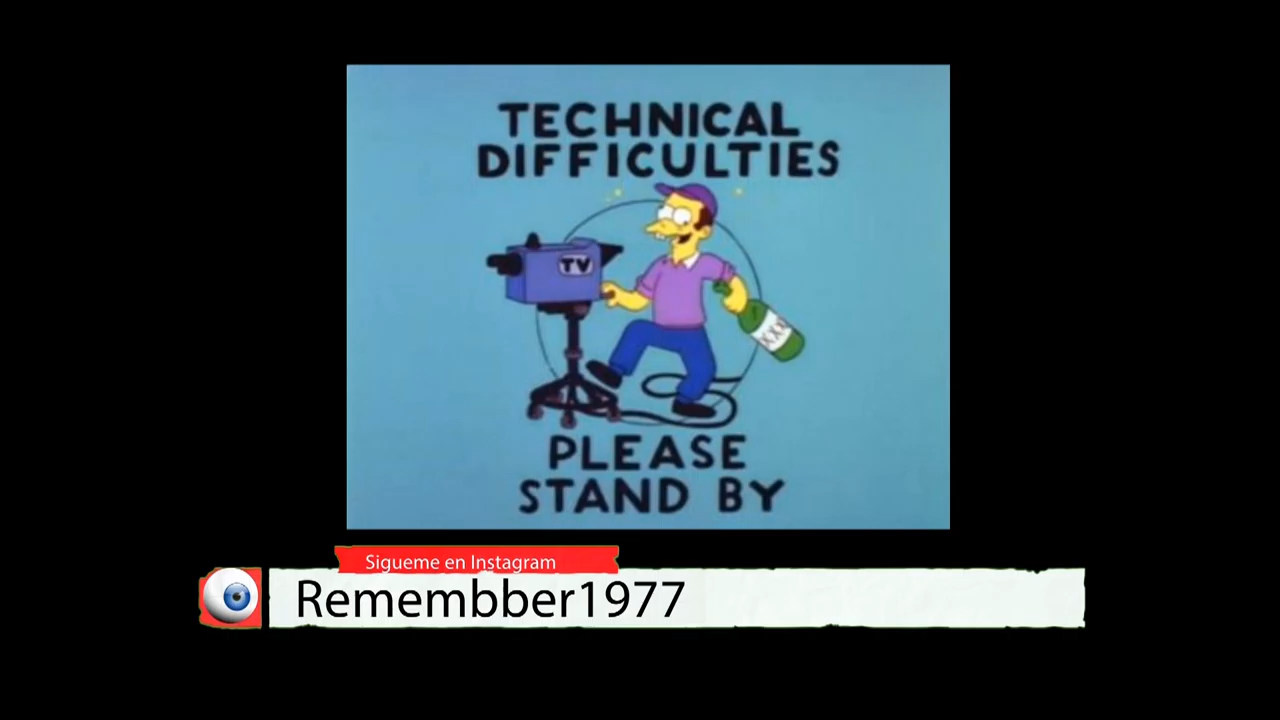 TECHNICAL
DIFFICULTIES
TV
XXX
PLEASE
STAND BY
Sigueme en Instagram
Remembber1977